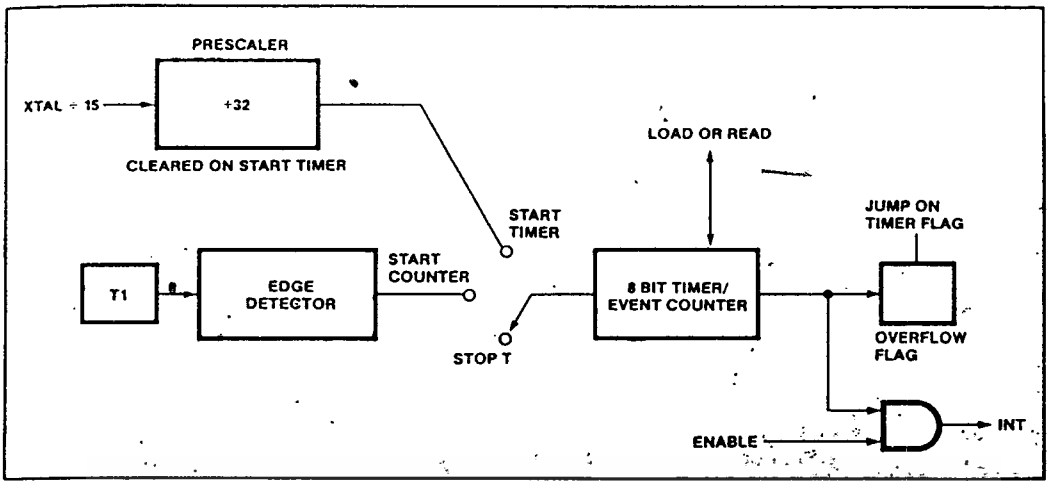 PRESCALER
XTAL ÷ 15
÷32
CLEARED ON START TIMER
LOAD OR READ
START
TIMER
JUMP ON
TIMER FLAG
START
COUNTER
T1
EDGE
DETECTOR
8 BIT TIMER/
EVENT COUNTER
STOP T
OVERFLOW
FLAG
ENABLE
INT